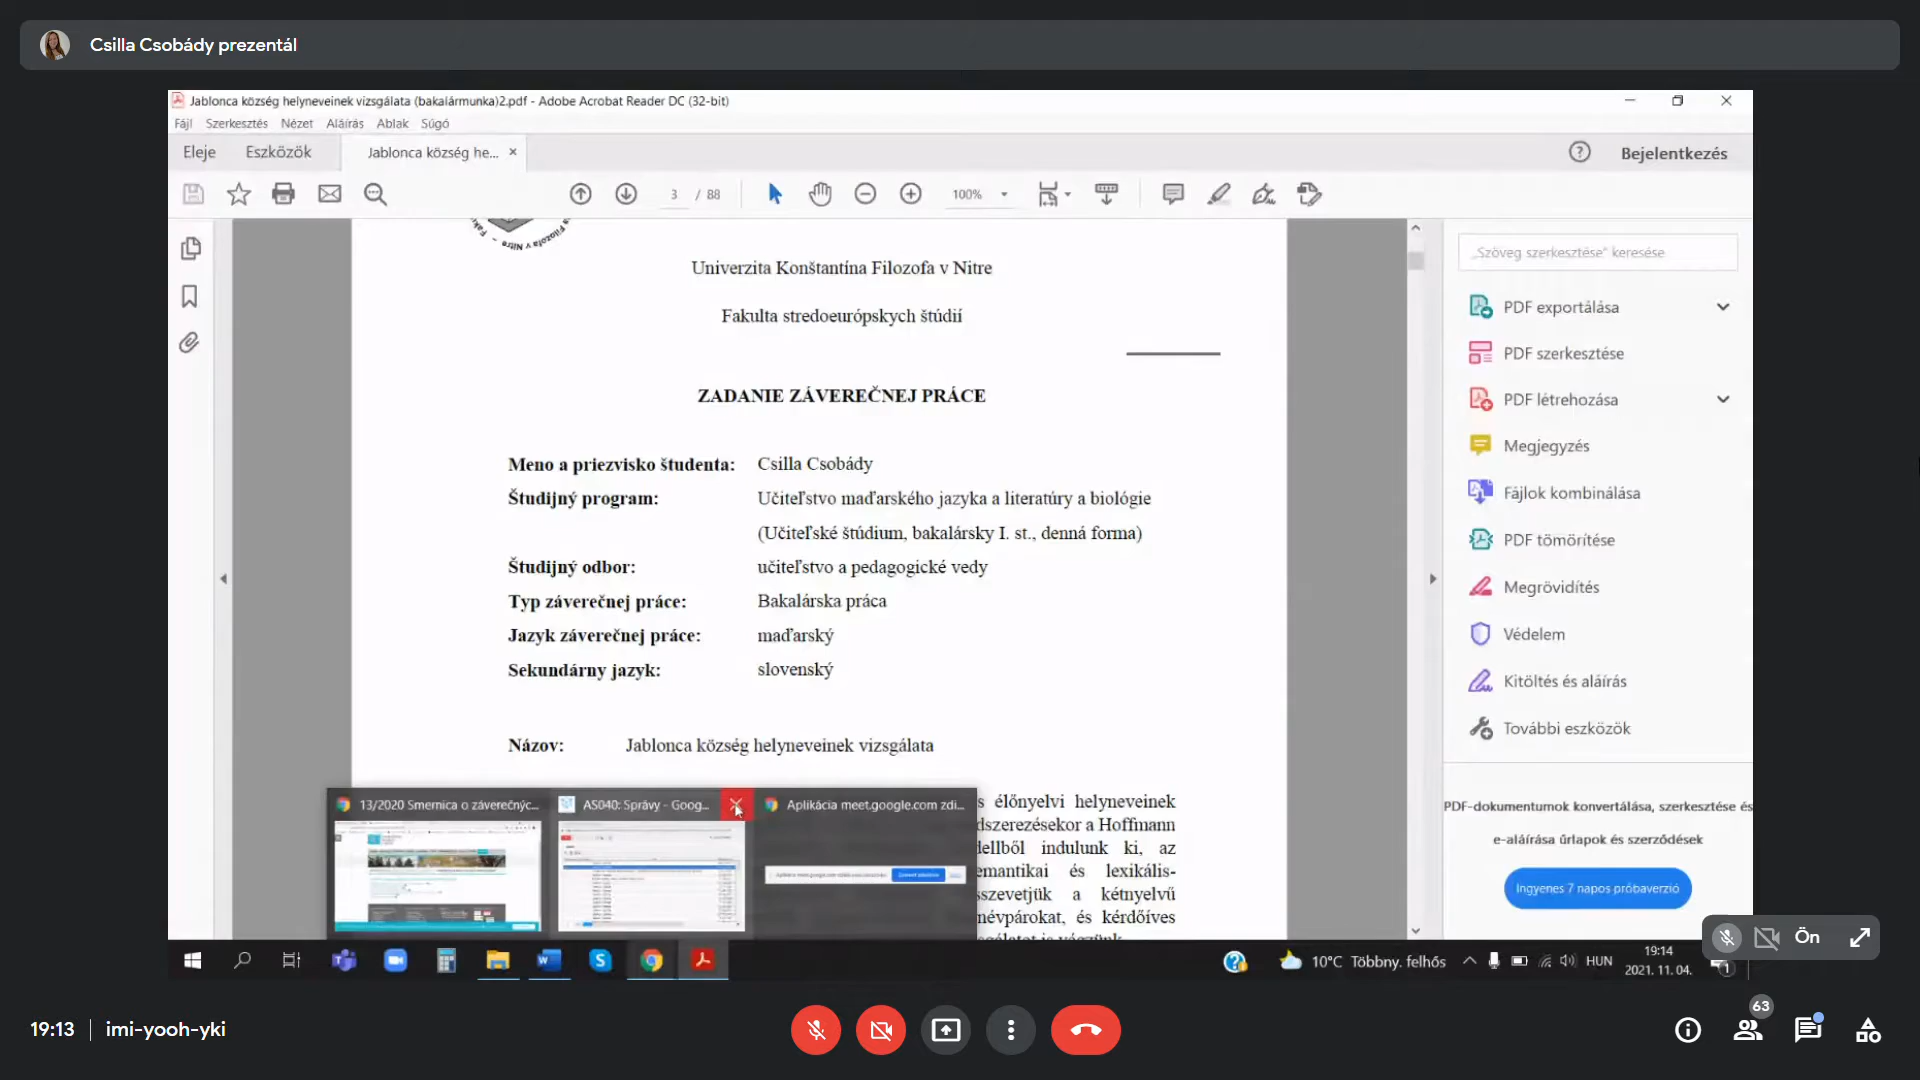 Csilla Csobády prezentál
Jablonca község helyneveinek vizsgálata (bakalármunka)2.pdf - Adobe Acrobat Reader DC (32-bit)
Fájl Szerkesztés Nézet Aláírás Ablak Súgó
Eleje Eszközök Jablonca község he... × Bejelentkezés
3 / 88 100%
Filozofa v Nitre - Fak
Univerzita Konštantína Filozofa v Nitre
Fakulta stredoeurópskych štúdií
ZADANIE ZÁVEREČNEJ PRÁCE
Meno a priezvisko študenta: Csilla Csobády
Študijný program: Učiteľstvo maďarského jazyka a literatúry a biológie
(Učiteľské štúdium, bakalársky I. st., denná forma)
Študijný odbor: učiteľstvo a pedagogické vedy
Typ záverečnej práce: Bakalárska práca
Jazyk záverečnej práce: maďarský
Sekundárny jazyk: slovenský
Názov: Jablonca község helyneveinek vizsgálata
s élőnyelvi helyneveinek
dszerezésekor a Hoffmann
dellből indulunk ki, az
emantikai és lexikális-
sszevetjük a kétnyelvű
névpárokat, és kérdőíves
„Szöveg szerkesztése" keresése
PDF exportálása
PDF szerkesztése
PDF létrehozása
Megjegyzés
Fájlok kombinálása
PDF tömörítése
Megrövidítés
Védelem
Kitöltés és aláírás
További eszközök
PDF-dokumentumok konvertálása, szerkesztése és
e-aláírása űrlapok és szerződések
Ingyenes 7 napos próbaverzió
13/2020 Smernica o záverečnýc... AS040: Správy - Goog... Aplikácia meet.google.com zdi...
Ön
10°C Többny. felhős HUN 19:14
2021. 11. 04. 1
19:13 imi-yooh-yki
63